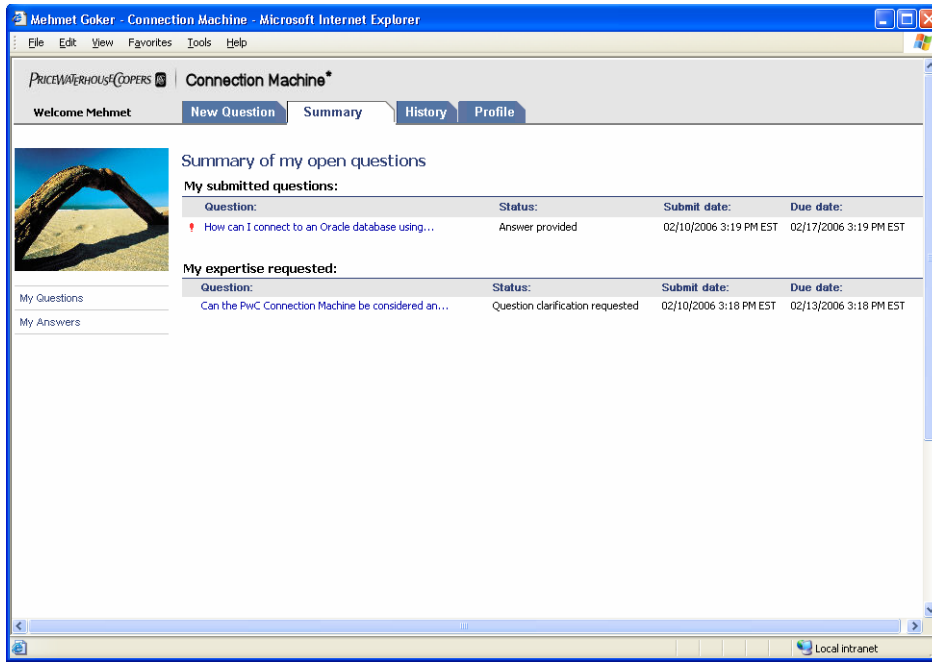 Mehmet Goker - Connection Machine - Microsoft Internet Explorer
File Edit View Favorites Tools Help
PRICEWATERHOUSECOOPERS Connection Machine*
Welcome Mehmet New Question Summary History Profile
Summary of my open questions
My submitted questions:
Question: Status: Submit date: Due date:
How can I connect to an Oracle database using... Answer provided 02/10/2006 3:19 PM EST 02/17/2006 3:19 PM EST
My expertise requested:
Question: Status: Submit date: Due date:
Can the PwC Connection Machine be considered an... Question clarification requested 02/10/2006 3:18 PM EST 02/13/2006 3:18 PM EST
My Questions
My Answers
Local intranet